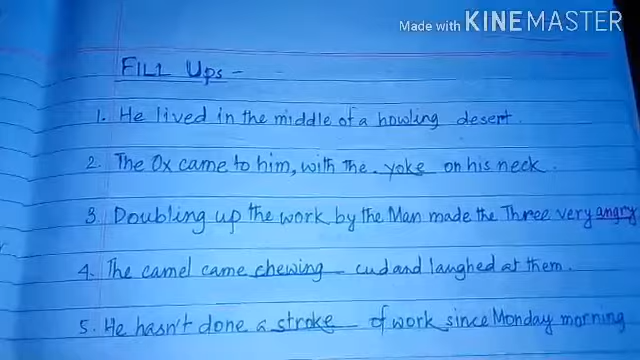 Made with KINEMASTER
FILL Ups -
1. He lived in the middle of a howling desert.
2. The Ox came to him, with the yoke on his neck.
3. Doubling up the work by the Man made the Three very angry
4. The camel came chewing cud and laughed at them.
5. He hasn't done a stroke of work since Monday morning